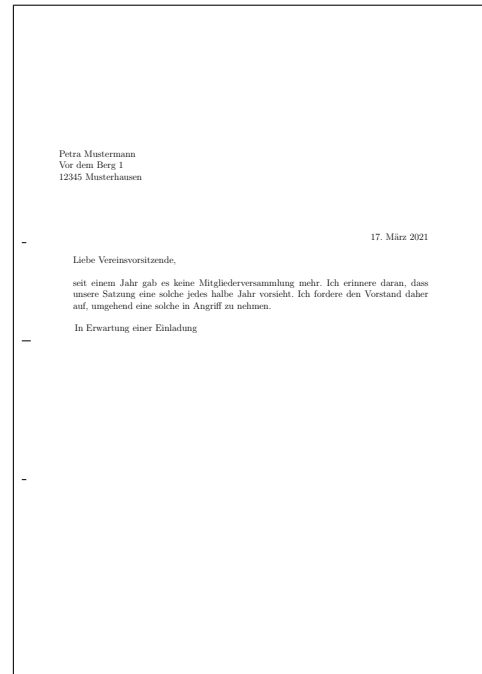 Petra Mustermann
Vor dem Berg 1
12345 Musterhausen
17. März 2021
Liebe Vereinsvorsitzende,
seit einem Jahr gab es keine Mitgliederversammlung mehr. Ich erinnere daran, dass
unsere Satzung eine solche jedes halbe Jahr vorsieht. Ich fordere den Vorstand daher
auf, umgehend eine solche in Angriff zu nehmen.
In Erwartung einer Einladung